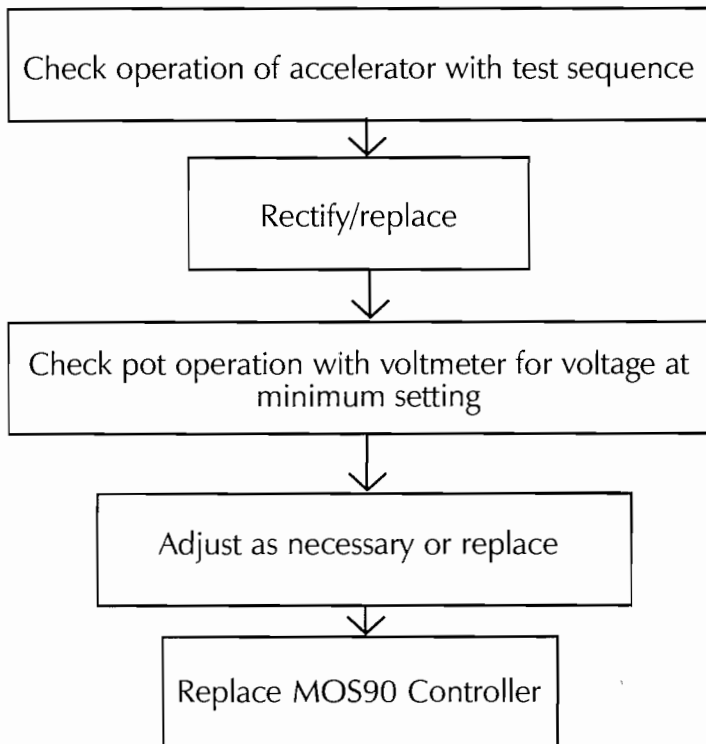 Check operation of accelerator with test sequence
Rectify/replace
Check pot operation with voltmeter for voltage at
minimum setting
Adjust as necessary or replace
Replace MOS90 Controller